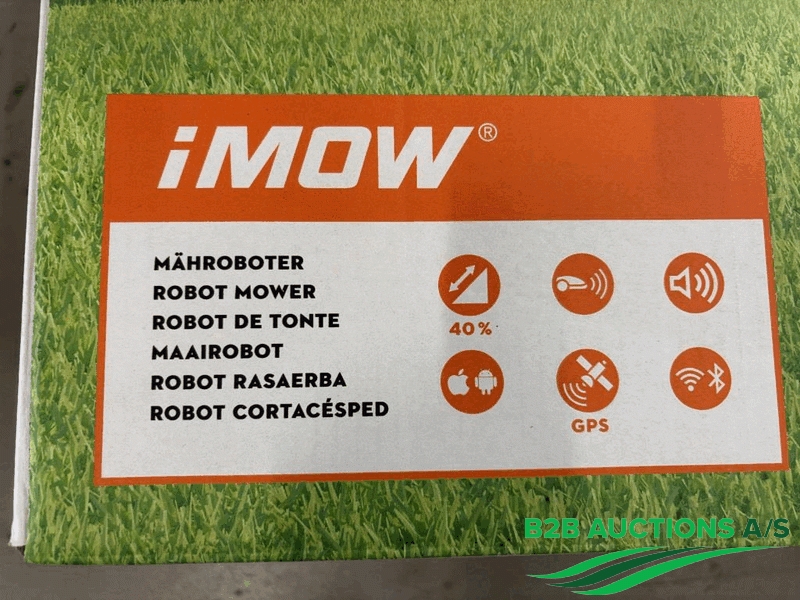 iMOW®
MÄHROBOTER
ROBOT MOWER
ROBOT DE TONTE
MAAIROBOT
ROBOT RASAERBA
ROBOT CORTACÉSPED
40%
GPS
B2B AUCTIONS A/S